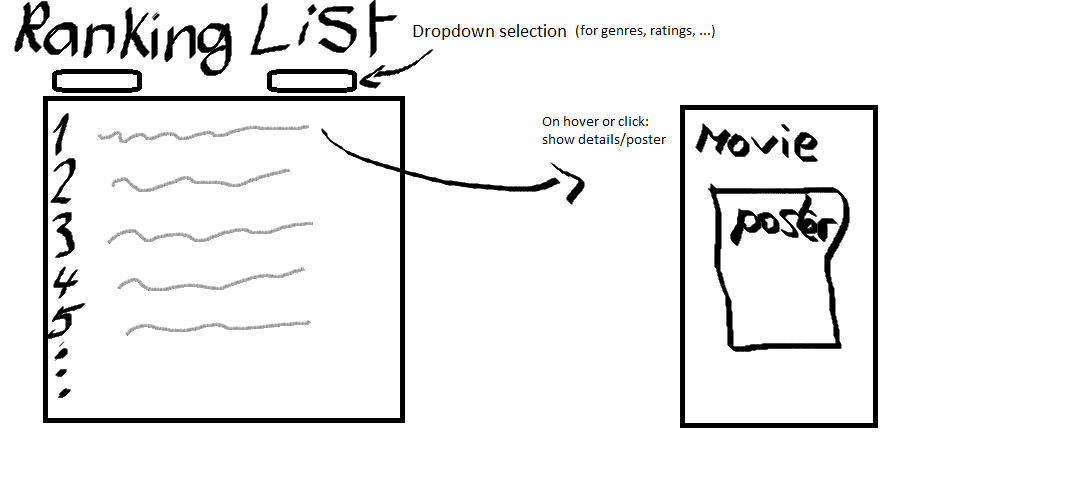 Ranking List
Dropdown selection (for genres, ratings, ...)
1
2
3
4
5
On hover or click:
show details/poster
Movie
poster